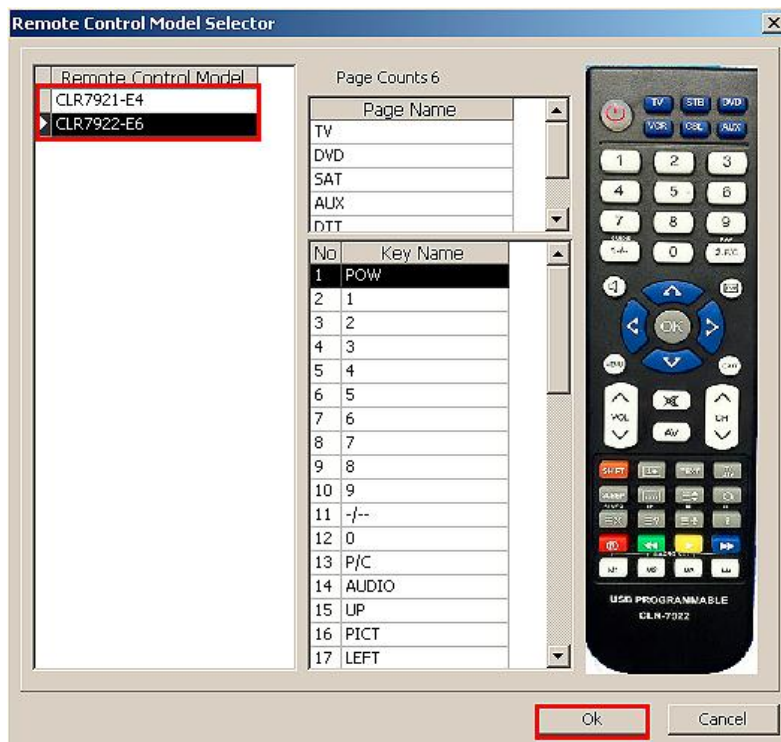 Remote Control Model Selector
Remote Control Model
CLR7921-E4
CLR7922-E6
Page Counts 6
Page Name
TV
DVD
SAT
AUX
DTT
No Key Name
1 POW
2 1
3 2
4 3
5 4
6 5
7 6
8 7
9 8
10 9
11 -/--
12 0
13 P/C
14 AUDIO
15 UP
16 PICT
17 LEFT
TV STB DVD
VCR CBL AUX
1 2 3
4 5 6
7 8 9
0
OK
VOL CH
AV
SHIFT TEXT
USB PROGRAMMABLE
CLR-7922
Ok Cancel